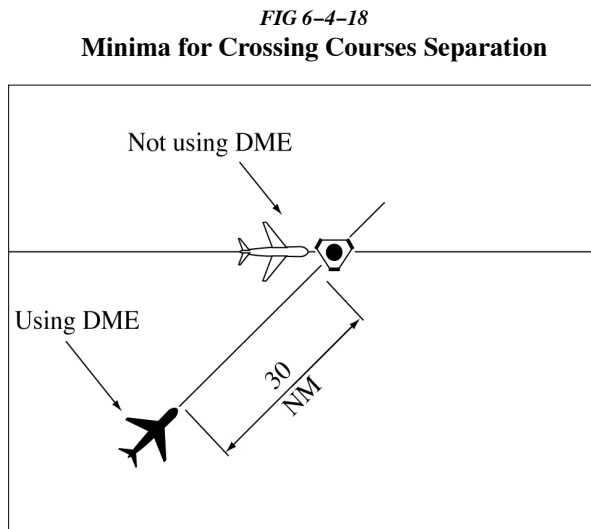 FIG 6–4–18
Minima for Crossing Courses Separation
Not using DME
Using DME
30
NM